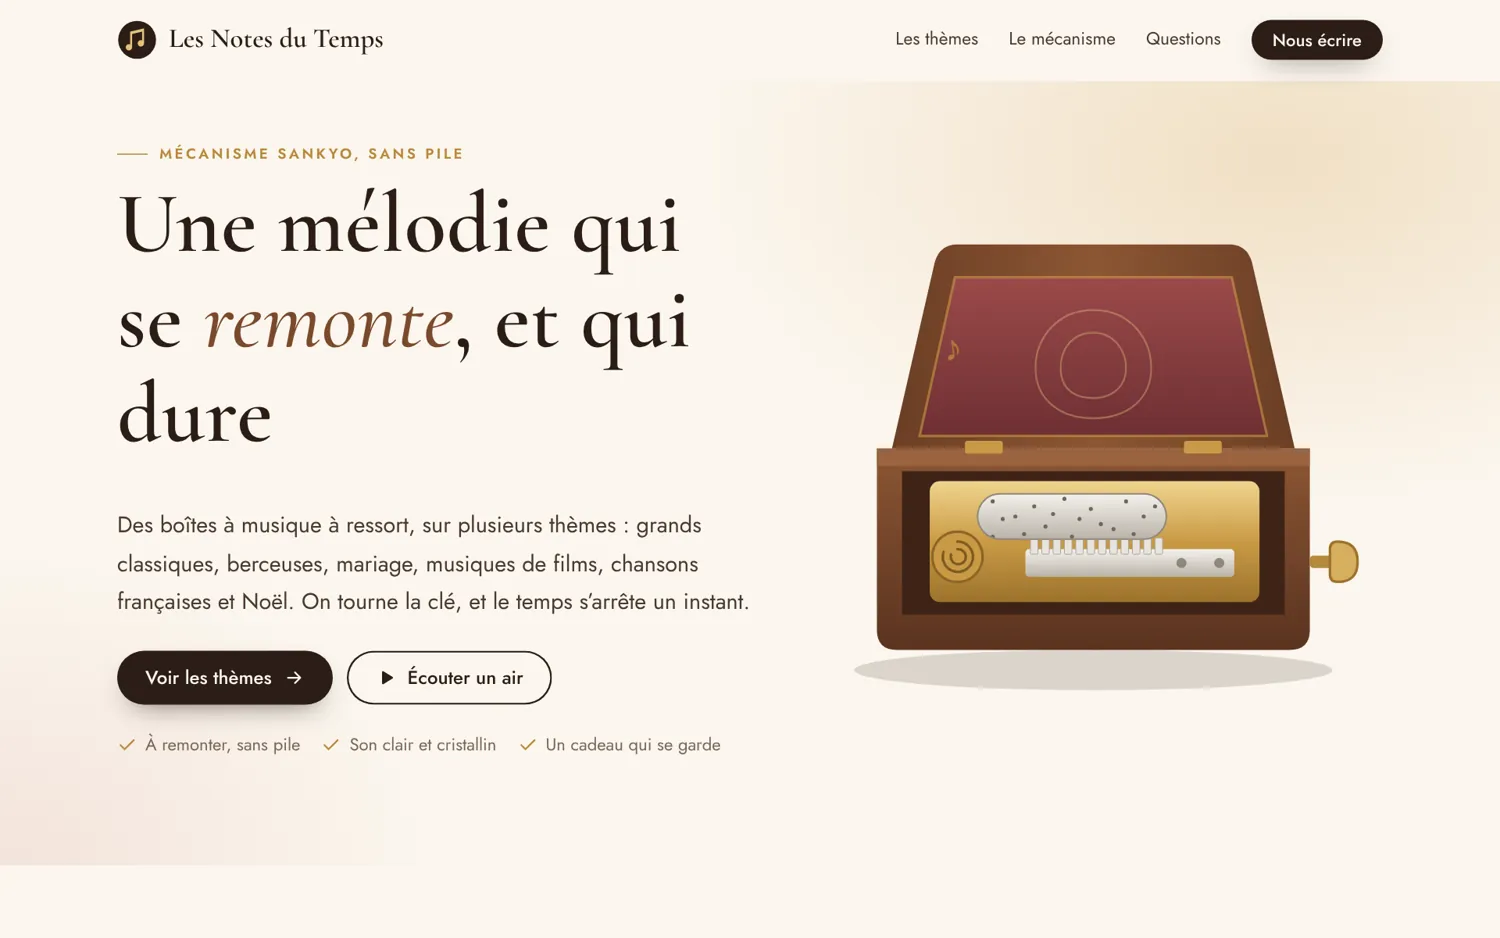 Les Notes du Temps
Les thèmes
Le mécanisme
Questions
Nous écrire
MÉCANISME SANKYO, SANS PILE
Une mélodie qui
se remonte, et qui
dure
Des boîtes à musique à ressort, sur plusieurs thèmes : grands
classiques, berceuses, mariage, musiques de films, chansons
françaises et Noël. On tourne la clé, et le temps s’arrête un instant.
Voir les thèmes →
Écouter un air
À remonter, sans pile
Son clair et cristallin
Un cadeau qui se garde